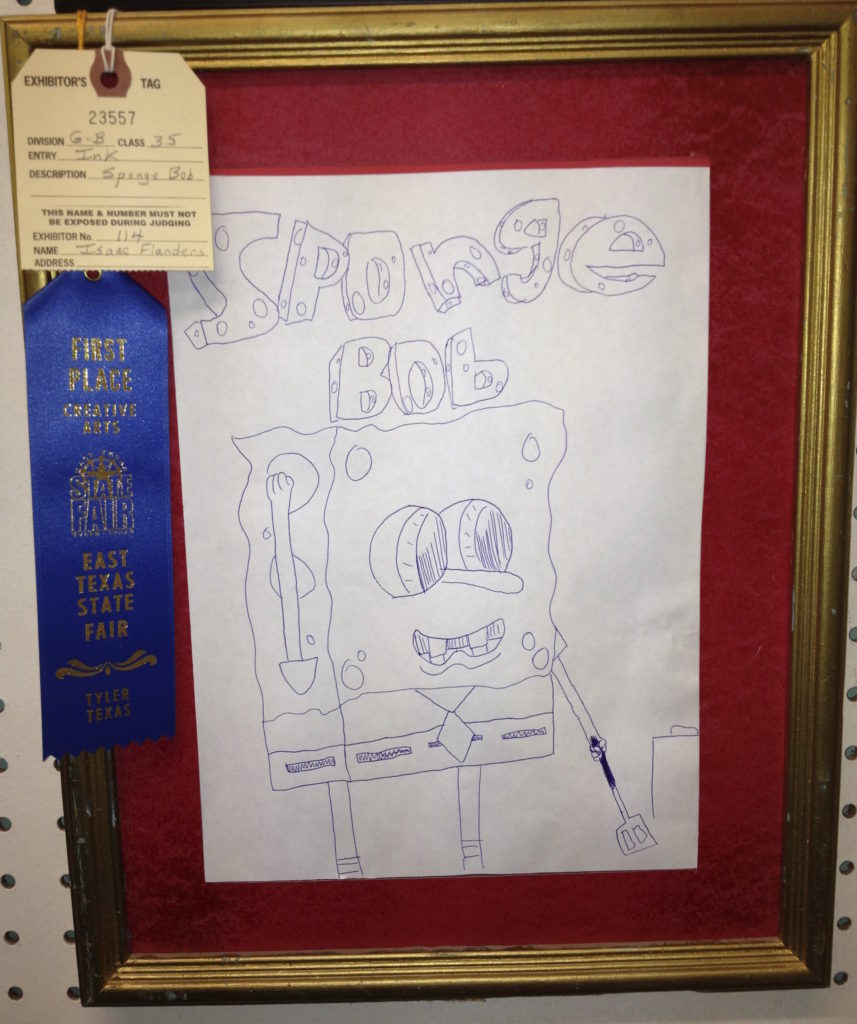 EXHIBITOR'S TAG
23557
DIVISION G-B CLASS 35
ENTRY Ink
DESCRIPTION Sponge Bob
THIS NAME & NUMBER MUST NOT
BE EXPOSED DURING JUDGING
EXHIBITOR No. 114
NAME Isaac Flanders
ADDRESS
FIRST
PLACE
CREATIVE
ARTS
STATE
FAIR
EAST
TEXAS
STATE
FAIR
TYLER
TEXAS
SPonge
BOb